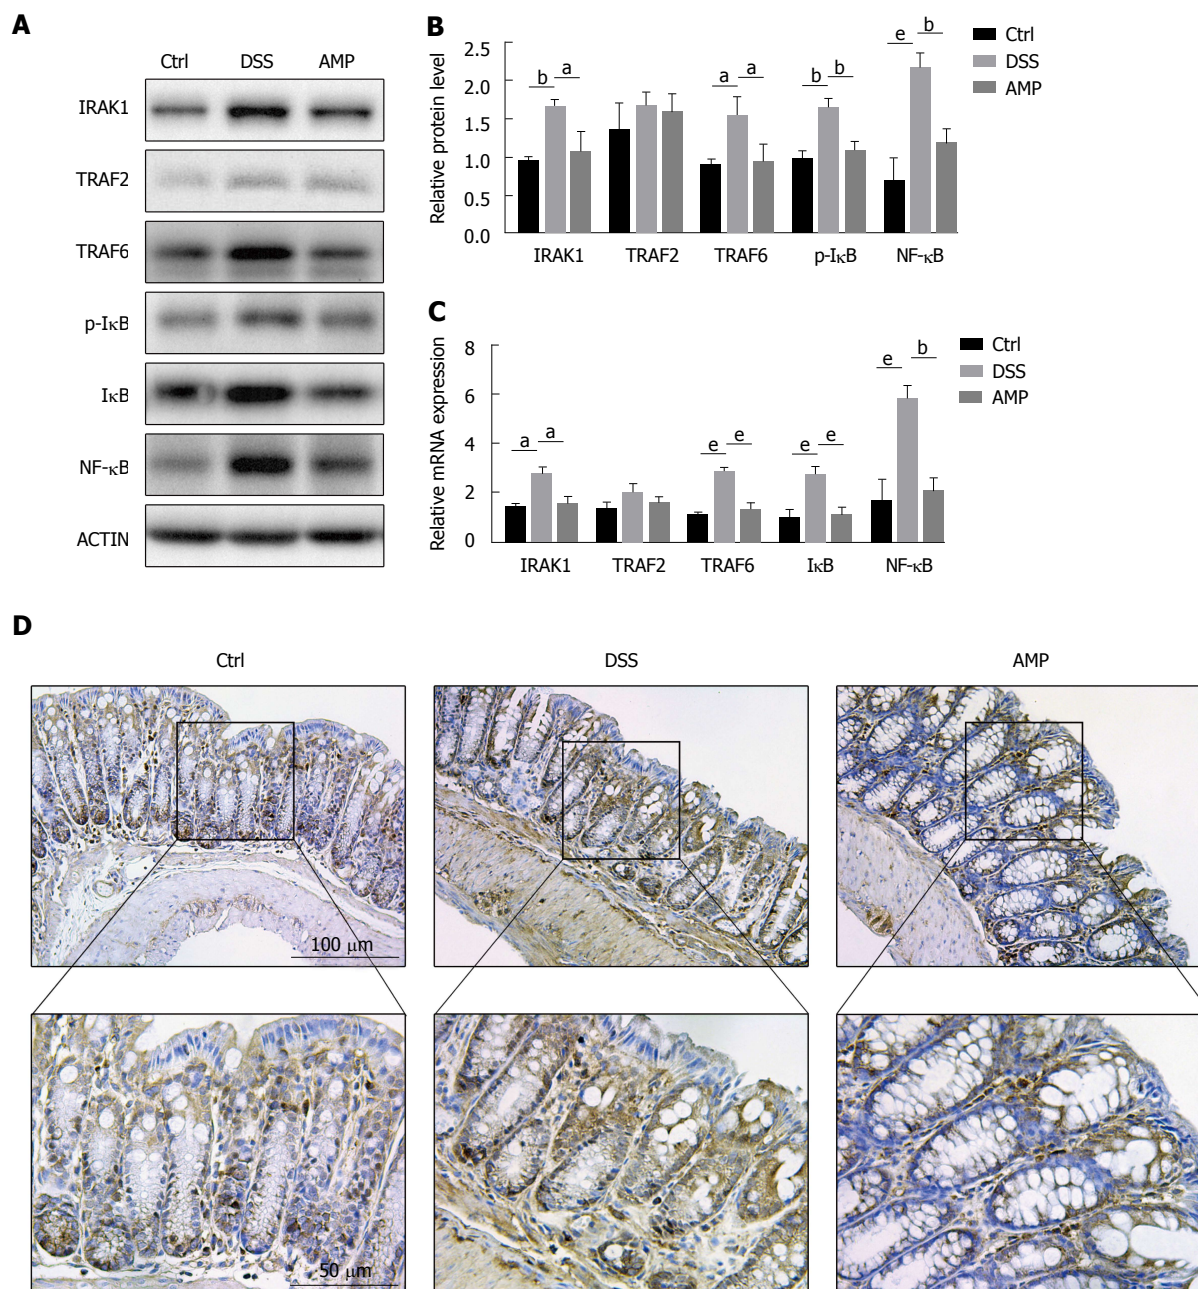 A
Ctrl DSS AMP
IRAK1
TRAF2
TRAF6
p-IκB
IκB
NF-κB
ACTIN
B
Relative protein level
2.5
2.0
1.5
1.0
0.5
0.0
b a
a a
b b
e b
IRAK1 TRAF2 TRAF6 p-IκB NF-κB
Ctrl
DSS
AMP
C
Relative mRNA expression
8
6
4
2
0
a a
e e
e e
e b
IRAK1 TRAF2 TRAF6 IκB NF-κB
Ctrl
DSS
AMP
D
Ctrl DSS AMP
100 μm
50 μm